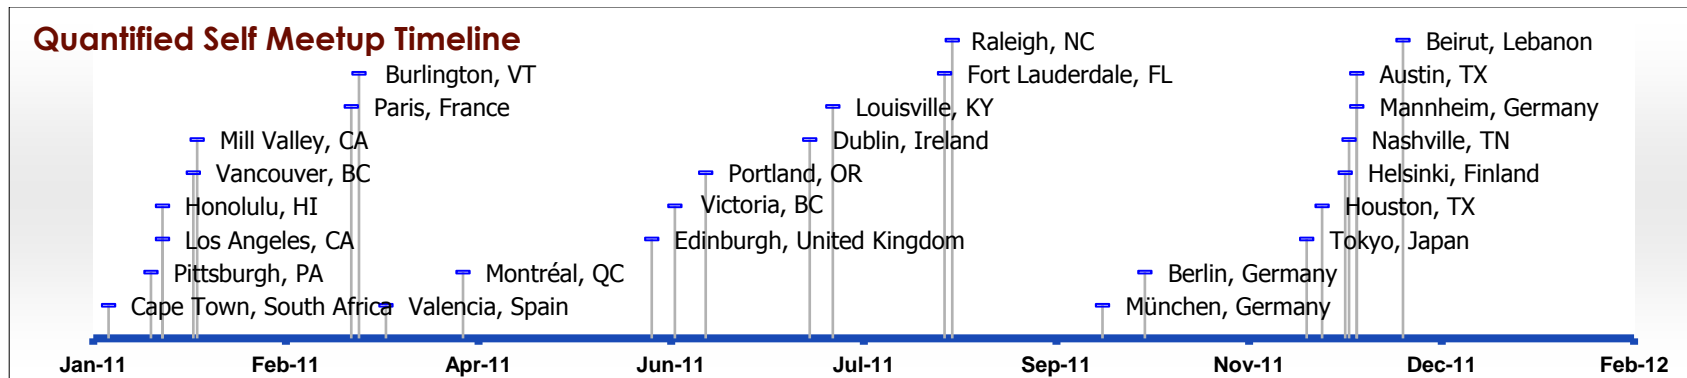 Quantified Self Meetup Timeline
Raleigh, NC
Beirut, Lebanon
Burlington, VT
Fort Lauderdale, FL
Austin, TX
Paris, France
Louisville, KY
Mannheim, Germany
Mill Valley, CA
Dublin, Ireland
Nashville, TN
Vancouver, BC
Portland, OR
Helsinki, Finland
Honolulu, HI
Victoria, BC
Houston, TX
Los Angeles, CA
Edinburgh, United Kingdom
Tokyo, Japan
Pittsburgh, PA
Montréal, QC
Berlin, Germany
Cape Town, South Africa
Valencia, Spain
München, Germany
Jan-11 Feb-11 Apr-11 Jun-11 Jul-11 Sep-11 Nov-11 Dec-11 Feb-12